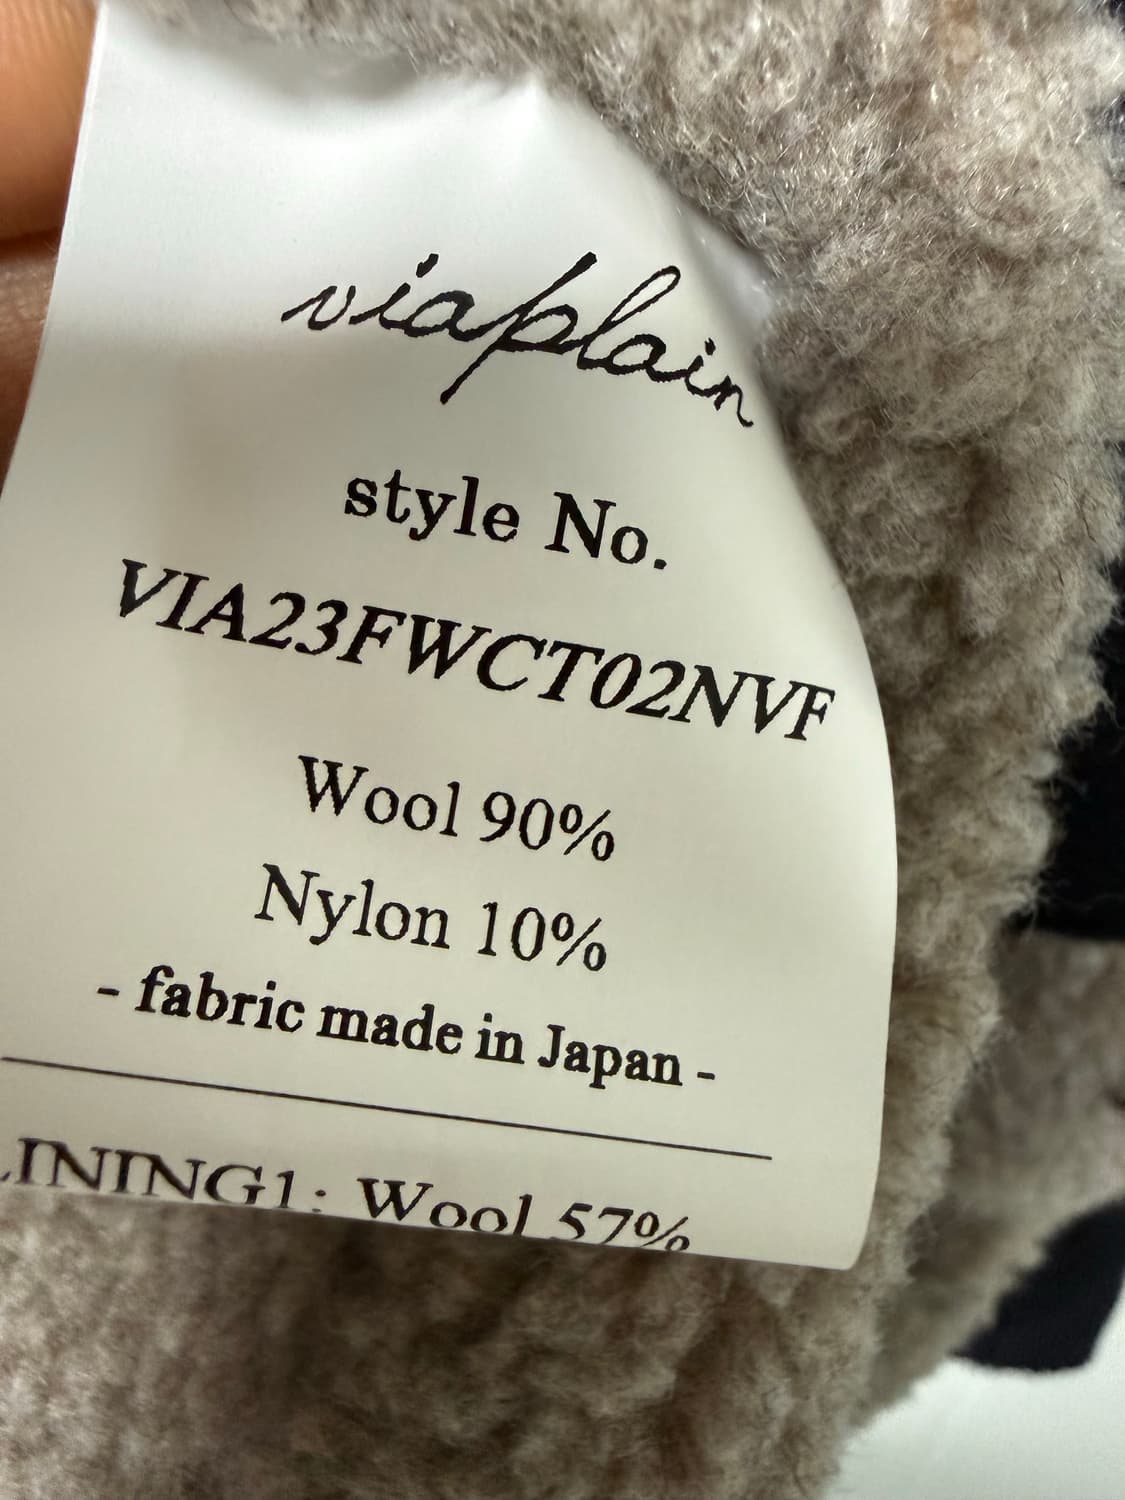 viaplain
style No.
VIA23FWCT02NVF
Wool 90%
Nylon 10%
- fabric made in Japan -
LINING1: Wool 57%